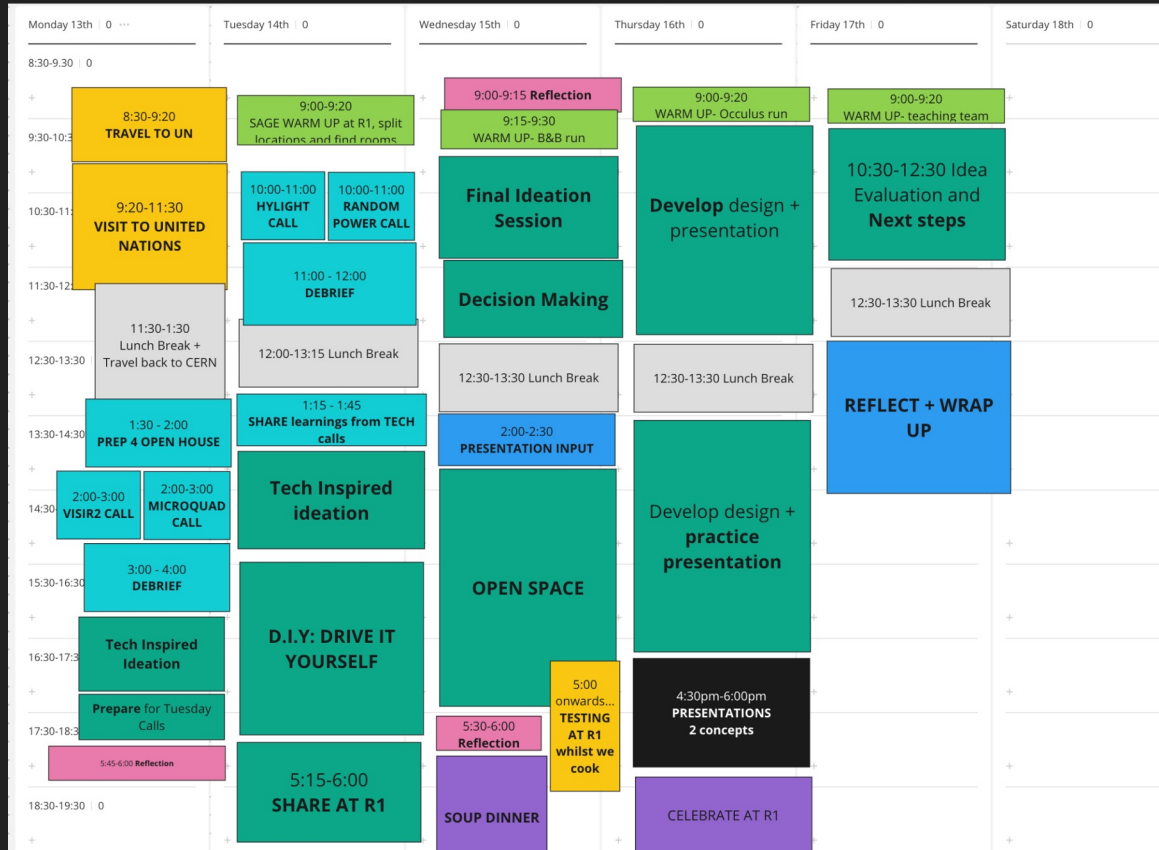 Monday 13th | 0 ···
Tuesday 14th | 0
Wednesday 15th | 0
Thursday 16th | 0
Friday 17th | 0
Saturday 18th | 0
8:30-9.30 | 0
9:30-10:3
10:30-11:
11:30-12:
12:30-13:30
13:30-14:30
14:30-
15:30-16:30
16:30-17:3
17:30-18:3
18:30-19:30 | 0
8:30-9:20
TRAVEL TO UN
9:20-11:30
VISIT TO UNITED
NATIONS
11:30-1:30
Lunch Break +
Travel back to CERN
1:30 - 2:00
PREP 4 OPEN HOUSE
2:00-3:00
VISIR2 CALL
2:00-3:00
MICROQUAD
CALL
3:00 - 4:00
DEBRIEF
Tech Inspired
Ideation
Prepare for Tuesday
Calls
5:45-6:00 Reflection
9:00-9:20
SAGE WARM UP at R1, split
locations and find rooms
10:00-11:00
HYLIGHT
CALL
10:00-11:00
RANDOM
POWER CALL
11:00 - 12:00
DEBRIEF
12:00-13:15 Lunch Break
1:15 - 1:45
SHARE learnings from TECH
calls
Tech Inspired
ideation
D.I.Y: DRIVE IT
YOURSELF
5:15-6:00
SHARE AT R1
9:00-9:15 Reflection
9:15-9:30
WARM UP- B&B run
Final Ideation
Session
Decision Making
12:30-13:30 Lunch Break
2:00-2:30
PRESENTATION INPUT
OPEN SPACE
5:00
onwards...
TESTING
AT R1
whilst we
cook
5:30-6:00
Reflection
SOUP DINNER
9:00-9:20
WARM UP- Occulus run
Develop design +
presentation
12:30-13:30 Lunch Break
Develop design +
practice
presentation
4:30pm-6:00pm
PRESENTATIONS
2 concepts
CELEBRATE AT R1
9:00-9:20
WARM UP- teaching team
10:30-12:30 Idea
Evaluation and
Next steps
12:30-13:30 Lunch Break
REFLECT + WRAP
UP